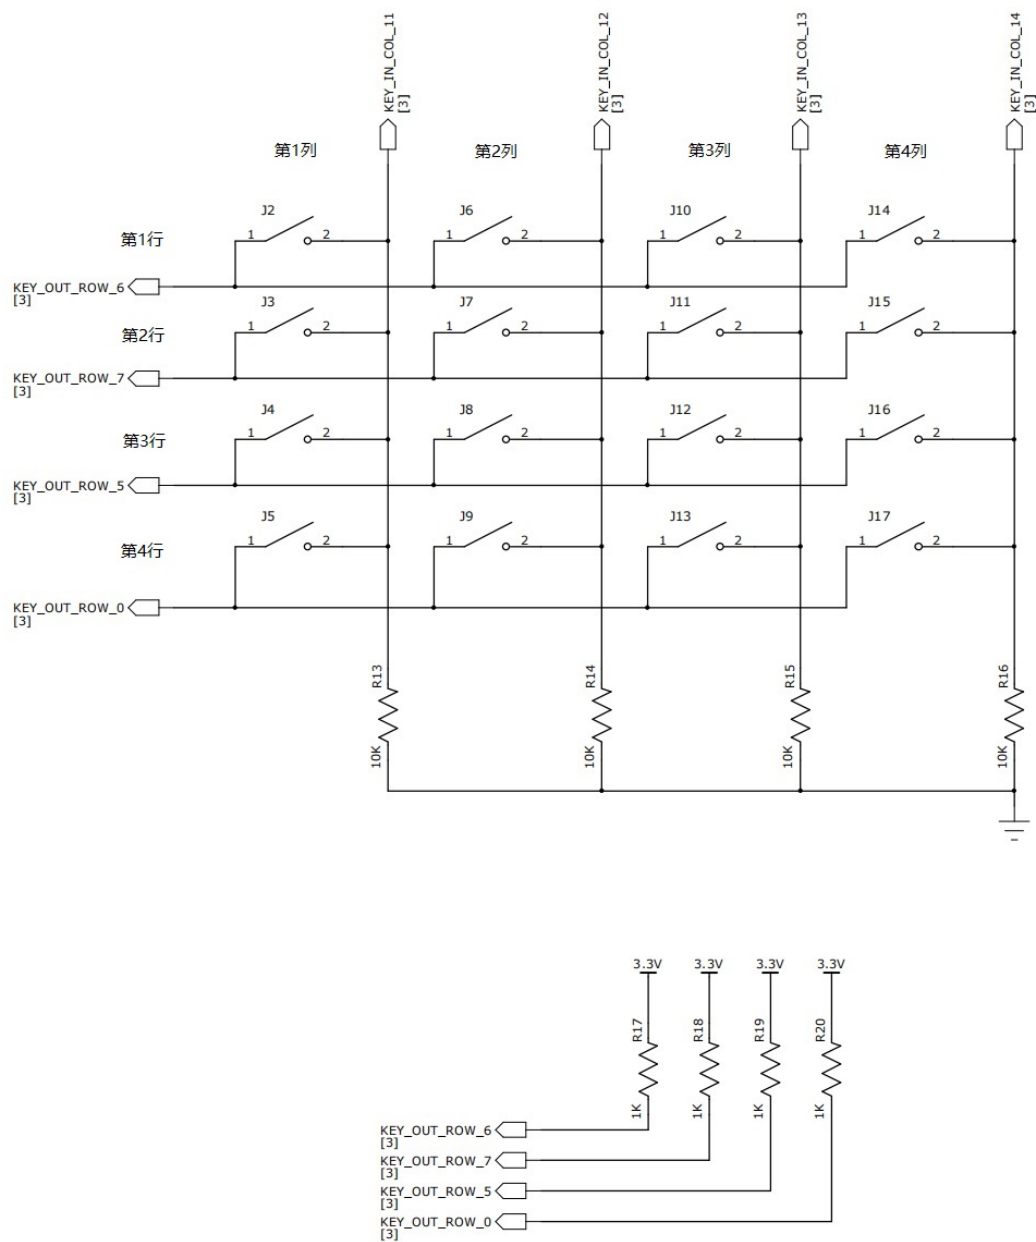 KEY_IN_COL_11
[3]
KEY_IN_COL_12
[3]
KEY_IN_COL_13
[3]
KEY_IN_COL_14
[3]
第1列 第2列 第3列 第4列
J2 J6 J10 J14
第1行 1 2 1 2 1 2 1 2
KEY_OUT_ROW_6
[3]
J3 J7 J11 J15
第2行 1 2 1 2 1 2 1 2
KEY_OUT_ROW_7
[3]
J4 J8 J12 J16
第3行 1 2 1 2 1 2 1 2
KEY_OUT_ROW_5
[3]
J5 J9 J13 J17
第4行 1 2 1 2 1 2 1 2
KEY_OUT_ROW_0
[3]
R13 R14 R15 R16
10K 10K 10K 10K
3.3V 3.3V 3.3V 3.3V
R17 R18 R19 R20
1K 1K 1K 1K
KEY_OUT_ROW_6
[3]
KEY_OUT_ROW_7
[3]
KEY_OUT_ROW_5
[3]
KEY_OUT_ROW_0
[3]